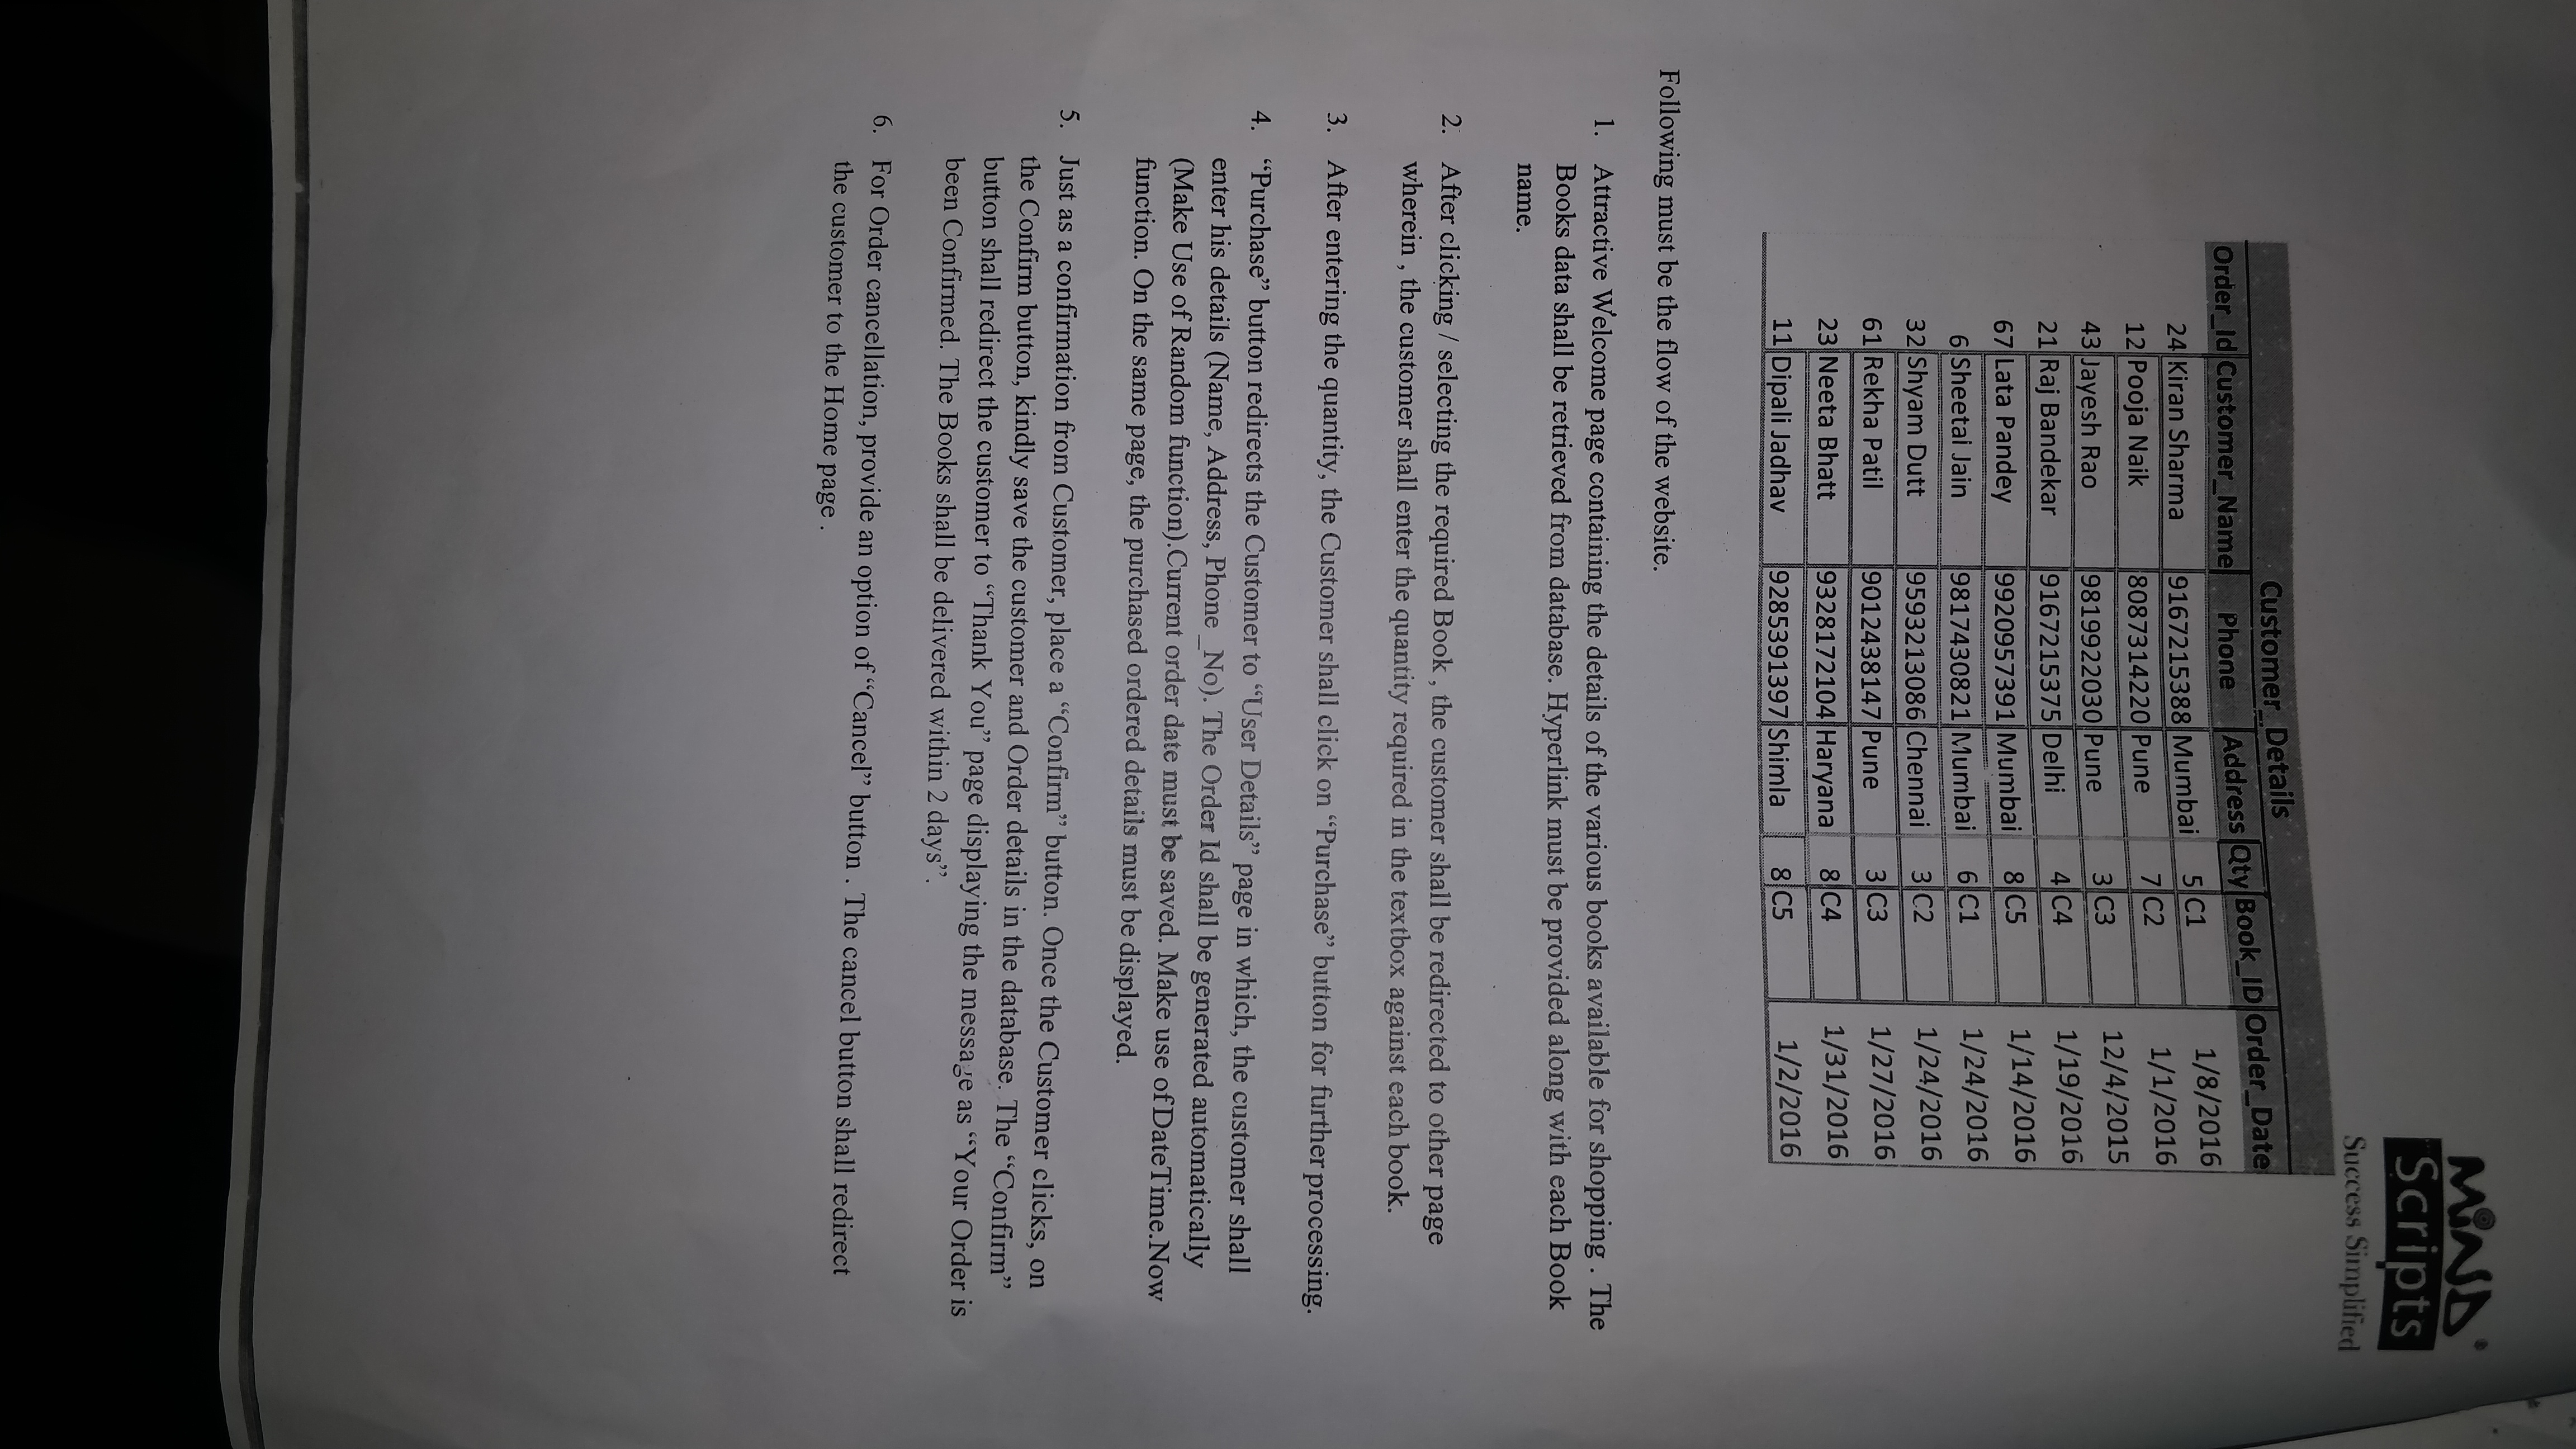 MiND
Scripts
Success Simplified
Customer_Details
Order_Id Customer_Name Phone Address Qty Book_ID Order_Date
24 Kiran Sharma 9167215388 Mumbai 5 C1 1/8/2016
12 Pooja Naik 8087314220 Pune 7 C2 1/1/2016
43 Jayesh Rao 9819922030 Pune 3 C3 12/4/2015
21 Raj Bandekar 9167215375 Delhi 4 C4 1/19/2016
67 Lata Pandey 9920957391 Mumbai 8 C5 1/14/2016
6 Sheetal Jain 9817430821 Mumbai 6 C1 1/24/2016
32 Shyam Dutt 9593213086 Chennai 3 C2 1/24/2016
61 Rekha Patil 9012438147 Pune 3 C3 1/27/2016
23 Neeta Bhatt 9328172104 Haryana 8 C4 1/31/2016
11 Dipali Jadhav 9285391397 Shimla 8 C5 1/2/2016
Following must be the flow of the website.
1. Attractive Welcome page containing the details of the various books available for shopping . The
Books data shall be retrieved from database. Hyperlink must be provided along with each Book
name.
2. After clicking / selecting the required Book , the customer shall be redirected to other page
wherein , the customer shall enter the quantity required in the textbox against each book.
3. After entering the quantity, the Customer shall click on “Purchase” button for further processing.
4. “Purchase” button redirects the Customer to “User Details” page in which, the customer shall
enter his details (Name, Address, Phone _No). The Order Id shall be generated automatically
(Make Use of Random function).Current order date must be saved. Make use of DateTime.Now
function. On the same page, the purchased ordered details must be displayed.
5. Just as a confirmation from Customer, place a “Confirm” button. Once the Customer clicks, on
the Confirm button, kindly save the customer and Order details in the database. The “Confirm”
button shall redirect the customer to “Thank You” page displaying the message as “Your Order is
been Confirmed. The Books shall be delivered within 2 days”.
6. For Order cancellation, provide an option of “Cancel” button . The cancel button shall redirect
the customer to the Home page .